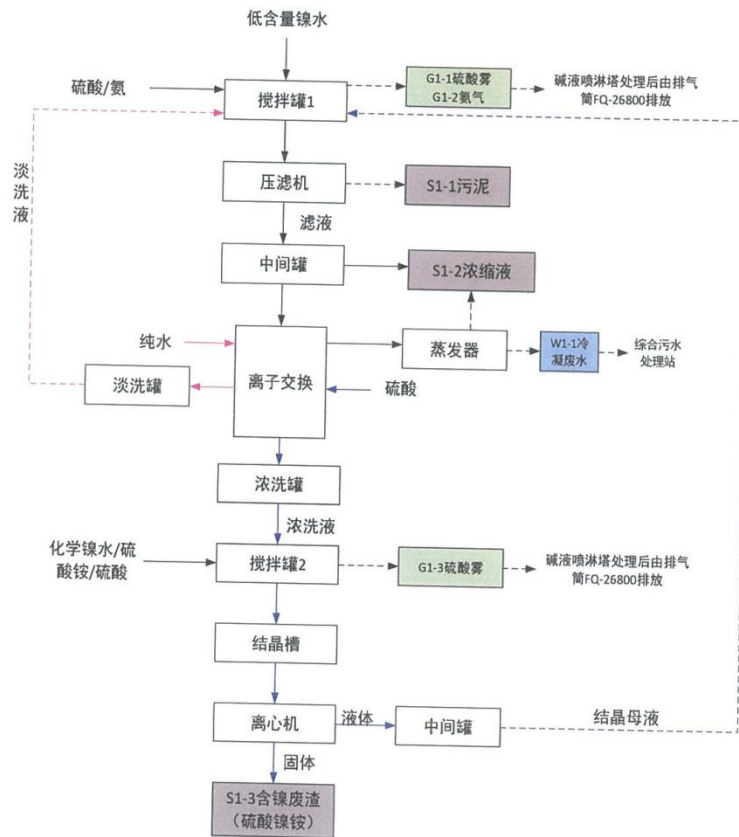 低含量镍水
硫酸/氨
搅拌罐1
G1-1硫酸雾
G1-2氨气
碱液喷淋塔处理后由排气
筒FQ-26800排放
淡洗液
压滤机
S1-1污泥
滤液
中间罐
S1-2浓缩液
纯水
离子交换
蒸发器
W1-1冷
凝废水
综合污水
处理站
淡洗罐
硫酸
浓洗罐
浓洗液
化学镍水/硫
酸铵/硫酸
搅拌罐2
G1-3硫酸雾
碱液喷淋塔处理后由排气
筒FQ-26800排放
结晶槽
离心机
液体
中间罐
结晶母液
固体
S1-3含镍废渣
（硫酸镍铵）